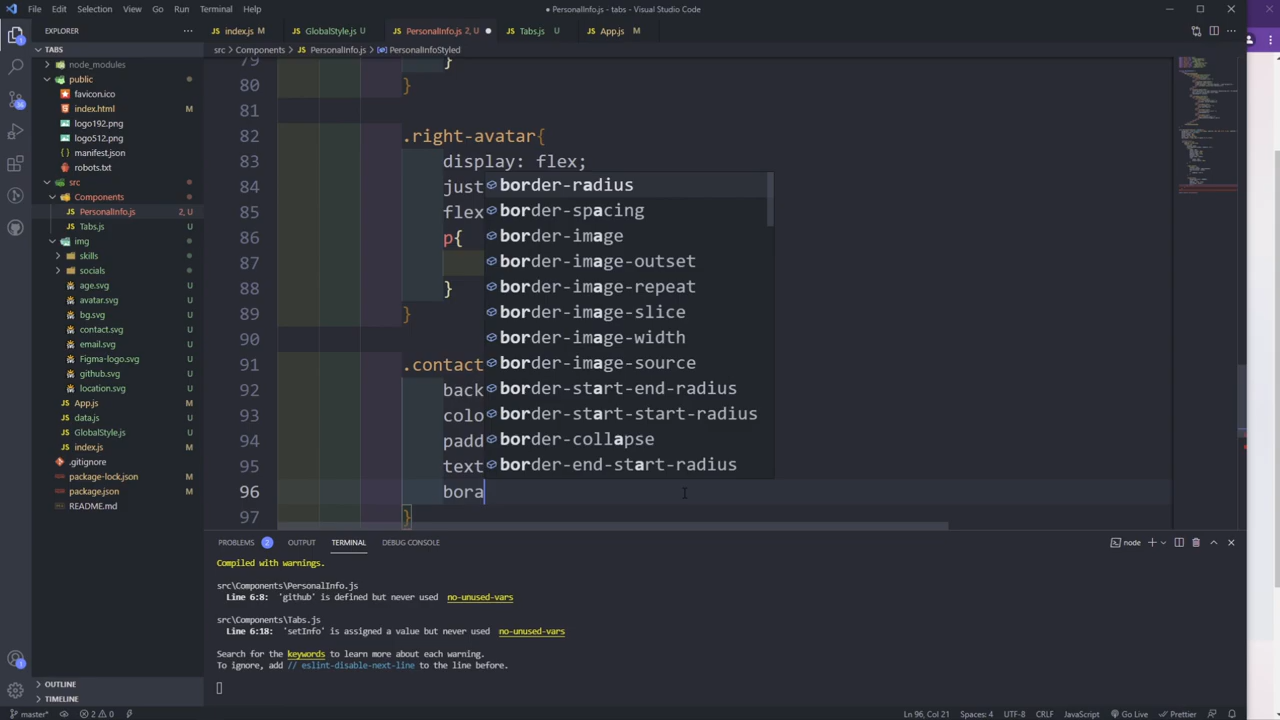 File Edit Selection View Go Run Terminal Help
● PersonalInfo.js - tabs - Visual Studio Code
EXPLORER
index.js M
GlobalStyle.js U
PersonalInfo.js 2, U
Tabs.js U
App.js M
src > Components > PersonalInfo.js > PersonalInfoStyled
TABS
node_modules
public
favicon.ico
index.html M
logo192.png
logo512.png
manifest.json
robots.txt
src
Components
PersonalInfo.js 2, U
Tabs.js U
img
skills
socials
age.svg U
avatar.svg U
bg.svg U
contact.svg U
email.svg U
Figma-logo.svg U
github.svg U
location.svg U
App.js M
data.js U
GlobalStyle.js U
index.js M
.gitignore
package-lock.json M
package.json M
README.md
OUTLINE
TIMELINE
79 }
80 }
81
82 .right-avatar{
83 display: flex;
84 just
85 flex
86 p{
87
88 }
89 }
90
91 .contact
92 back
93 colo
94 padd
95 text
96 bora
97 }
border-radius
border-spacing
border-image
border-image-outset
border-image-repeat
border-image-slice
border-image-width
border-image-source
border-start-end-radius
border-start-start-radius
border-collapse
border-end-start-radius
PROBLEMS 2 OUTPUT TERMINAL DEBUG CONSOLE
node
Compiled with warnings.
src\Components\PersonalInfo.js
Line 6:8: 'github' is defined but never used no-unused-vars
src\Components\Tabs.js
Line 6:18: 'setInfo' is assigned a value but never used no-unused-vars
Search for the keywords to learn more about each warning.
To ignore, add // eslint-disable-next-line to the line before.
master* 2 0
Ln 96, Col 21 Spaces: 4 UTF-8 CRLF JavaScript Go Live Prettier